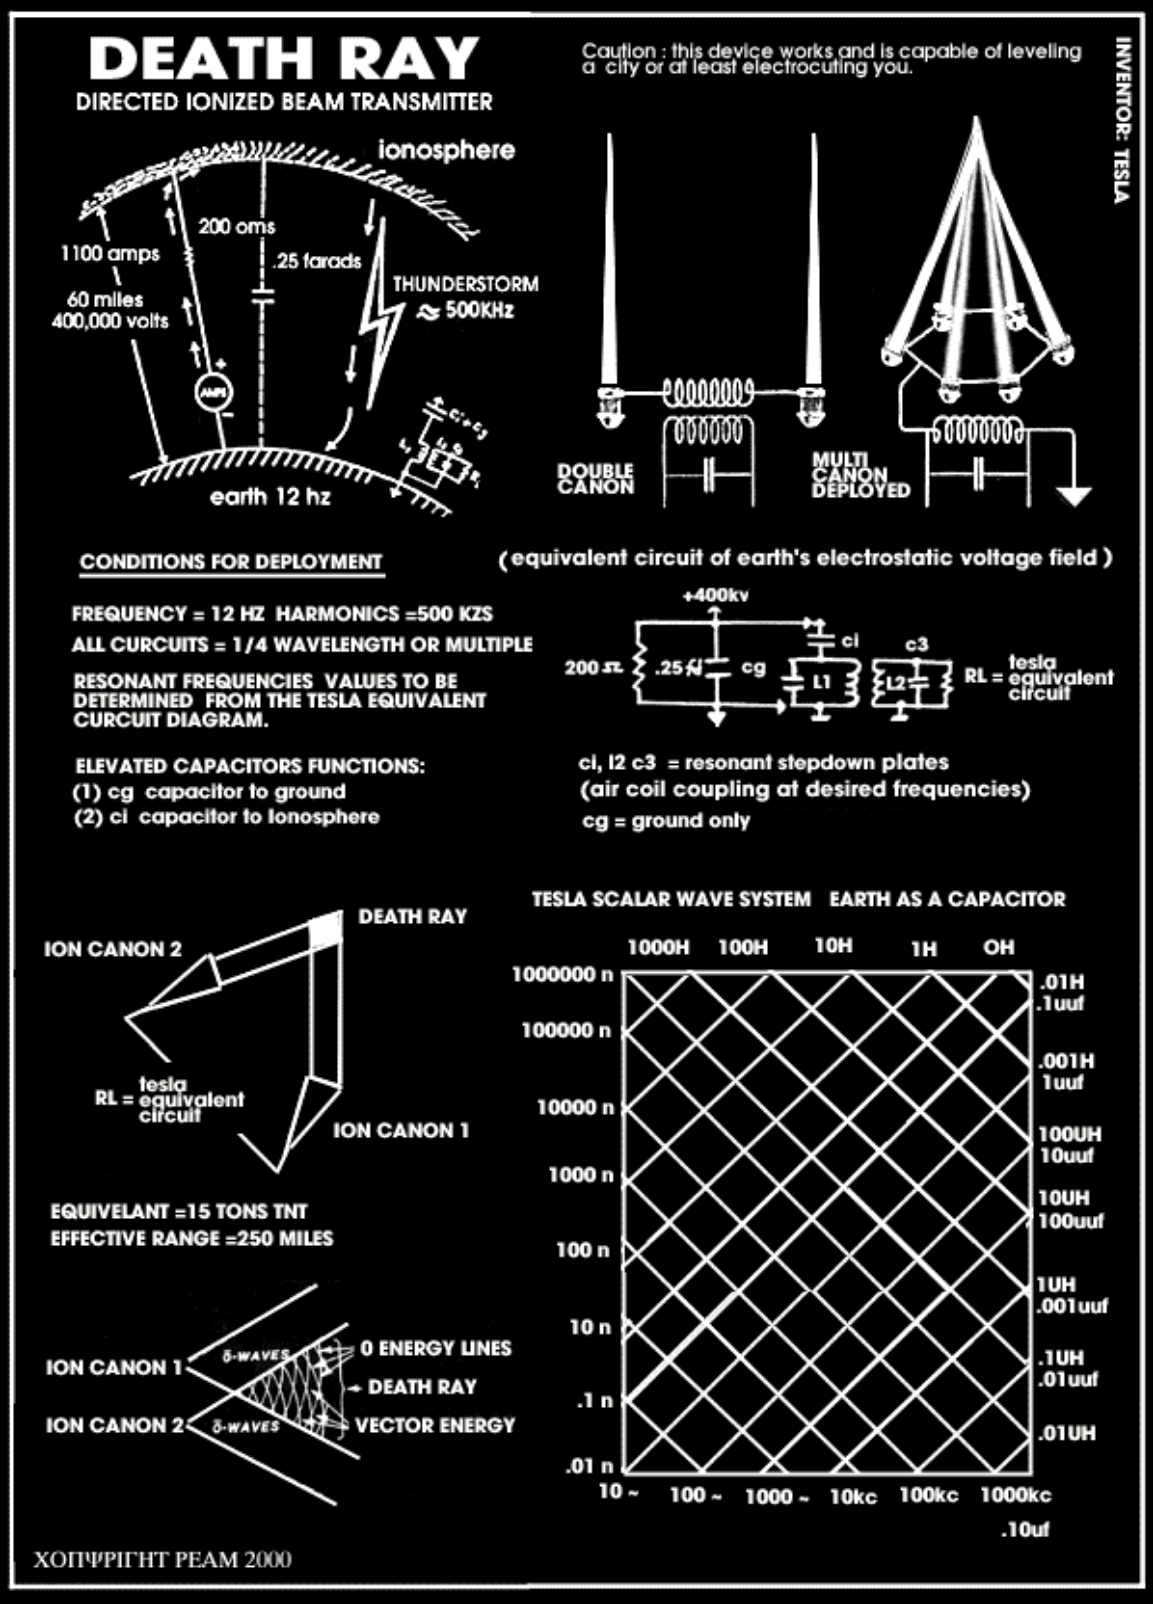 DEATH RAY
DIRECTED IONIZED BEAM TRANSMITTER
Caution : this device works and is capable of leveling
a city or at least electrocuting you.
INVENTOR: TESLA
ionosphere
200 oms
1100 amps
.25 farads
60 miles
400,000 volts
THUNDERSTORM
≈ 500KHz
+
AMPS
-
earth 12 hz
DOUBLE
CANON
MULTI
CANON
DEPLOYED
CONDITIONS FOR DEPLOYMENT
FREQUENCY = 12 HZ HARMONICS =500 KZS
ALL CURCUITS = 1/4 WAVELENGTH OR MULTIPLE
RESONANT FREQUENCIES VALUES TO BE
DETERMINED FROM THE TESLA EQUIVALENT
CURCUIT DIAGRAM.
ELEVATED CAPACITORS FUNCTIONS:
(1) cg capacitor to ground
(2) ci capacitor to Ionosphere
(equivalent circuit of earth's electrostatic voltage field )
+400kv
200 Ω
.25 fd
cg
ci
L1
c3
L2
RL = tesla
equivalent
circuit
ci, l2 c3 = resonant stepdown plates
(air coil coupling at desired frequencies)
cg = ground only
DEATH RAY
ION CANON 2
RL = tesla
equivalent
circuit
ION CANON 1
EQUIVELANT =15 TONS TNT
EFFECTIVE RANGE =250 MILES
ION CANON 1
ō-WAVES
0 ENERGY LINES
DEATH RAY
ION CANON 2
ō-WAVES
VECTOR ENERGY
TESLA SCALAR WAVE SYSTEM EARTH AS A CAPACITOR
1000H 100H 10H 1H OH
1000000 n
100000 n
10000 n
1000 n
100 n
10 n
.1 n
.01 n
.01H
.1uuf
.001H
1uuf
100UH
10uuf
10UH
100uuf
1UH
.001uuf
.1UH
.01uuf
.01UH
10 ~ 100 ~ 1000 ~ 10kc 100kc 1000kc
.10uf
ΧΟΠΨΡΙΓΗΤ ΡΕΑΜ 2000